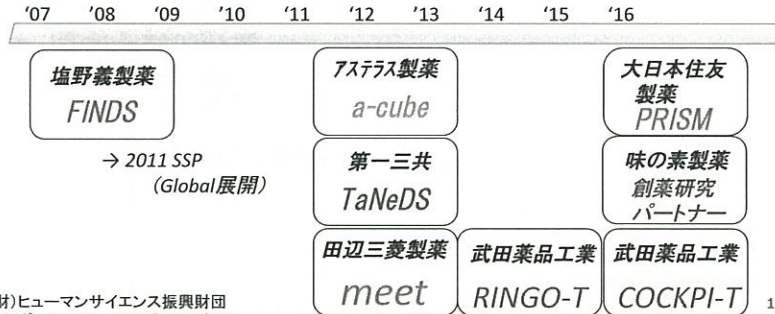 '07 '08 '09 '10 '11 '12 '13 '14 '15 '16
塩野義製薬
FINDS
→ 2011 SSP
(Global展開)
アステラス製薬
a-cube
第一三共
TaNeDS
田辺三菱製薬
meet
武田薬品工業
RINGO-T
大日本住友
製薬
PRISM
味の素製薬
創薬研究
パートナー
武田薬品工業
COCKPI-T
財)ヒューマンサイエンス振興財団
1